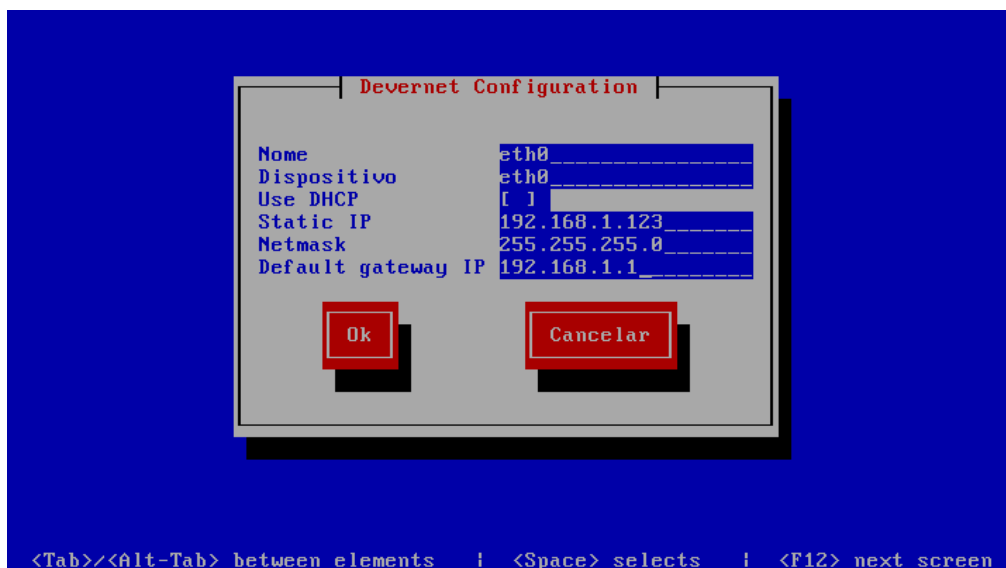 Devernet Configuration
Nome eth0________________
Dispositivo eth0________________
Use DHCP [ ]
Static IP 192.168.1.123_______
Netmask 255.255.255.0_______
Default gateway IP 192.168.1.1_________
Ok Cancelar
<Tab>/<Alt-Tab> between elements | <Space> selects | <F12> next screen